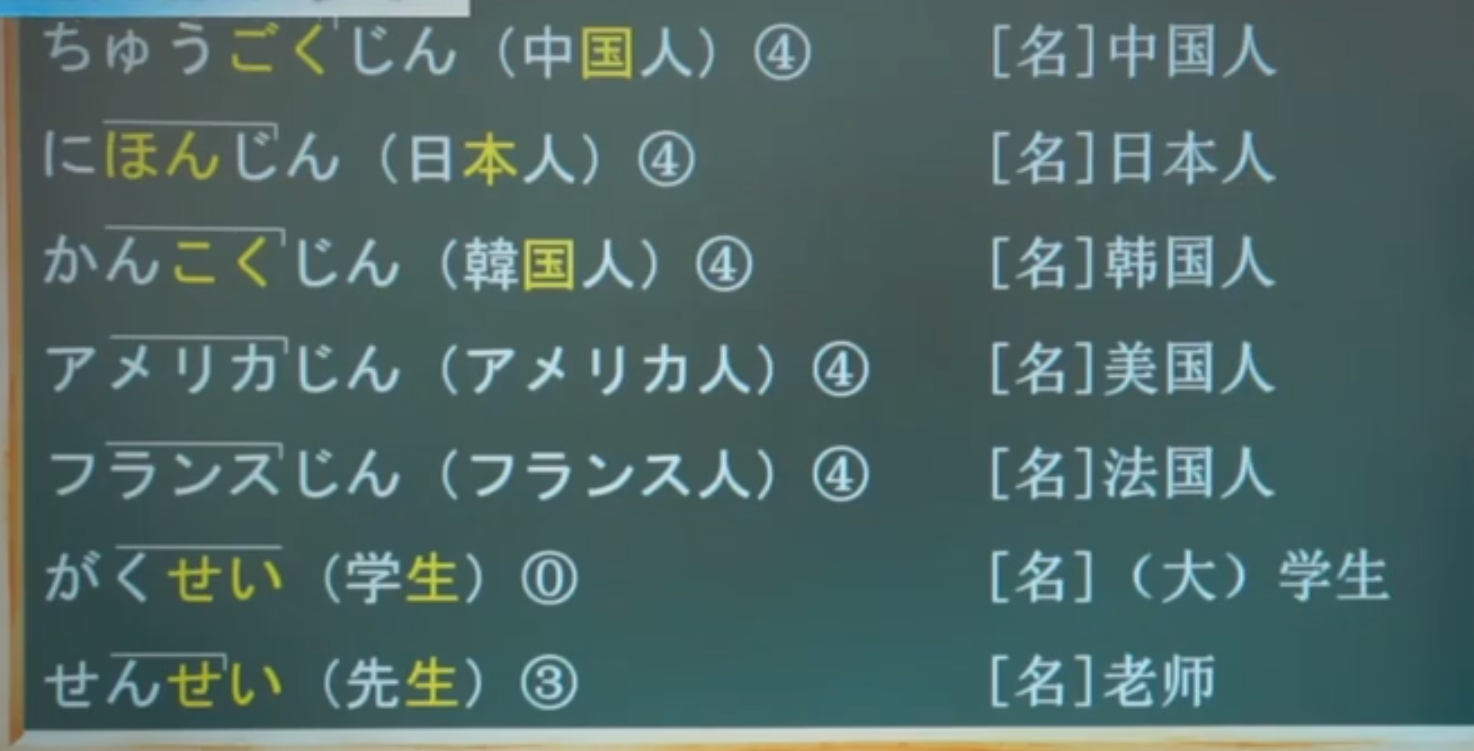 ちゅうごくじん（中国人）④ [名]中国人
にほんじん（日本人）④ [名]日本人
かんこくじん（韓国人）④ [名]韩国人
アメリカじん（アメリカ人）④ [名]美国人
フランスじん（フランス人）④ [名]法国人
がくせい（学生）⓪ [名]（大）学生
せんせい（先生）③ [名]老师